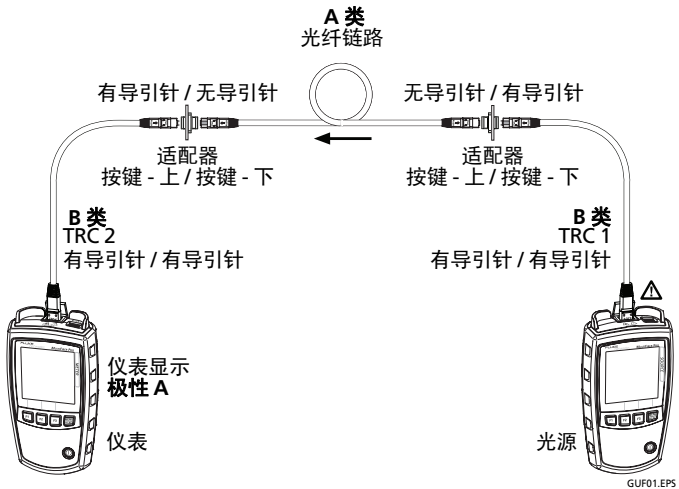 A 类
光纤链路
有导引针 / 无导引针
无导引针 / 有导引针
适配器
按键 - 上 / 按键 - 下
适配器
按键 - 上 / 按键 - 下
B 类
TRC 2
有导引针 / 有导引针
B 类
TRC 1
有导引针 / 有导引针
仪表显示
极性 A
仪表
光源
GUF01.EPS